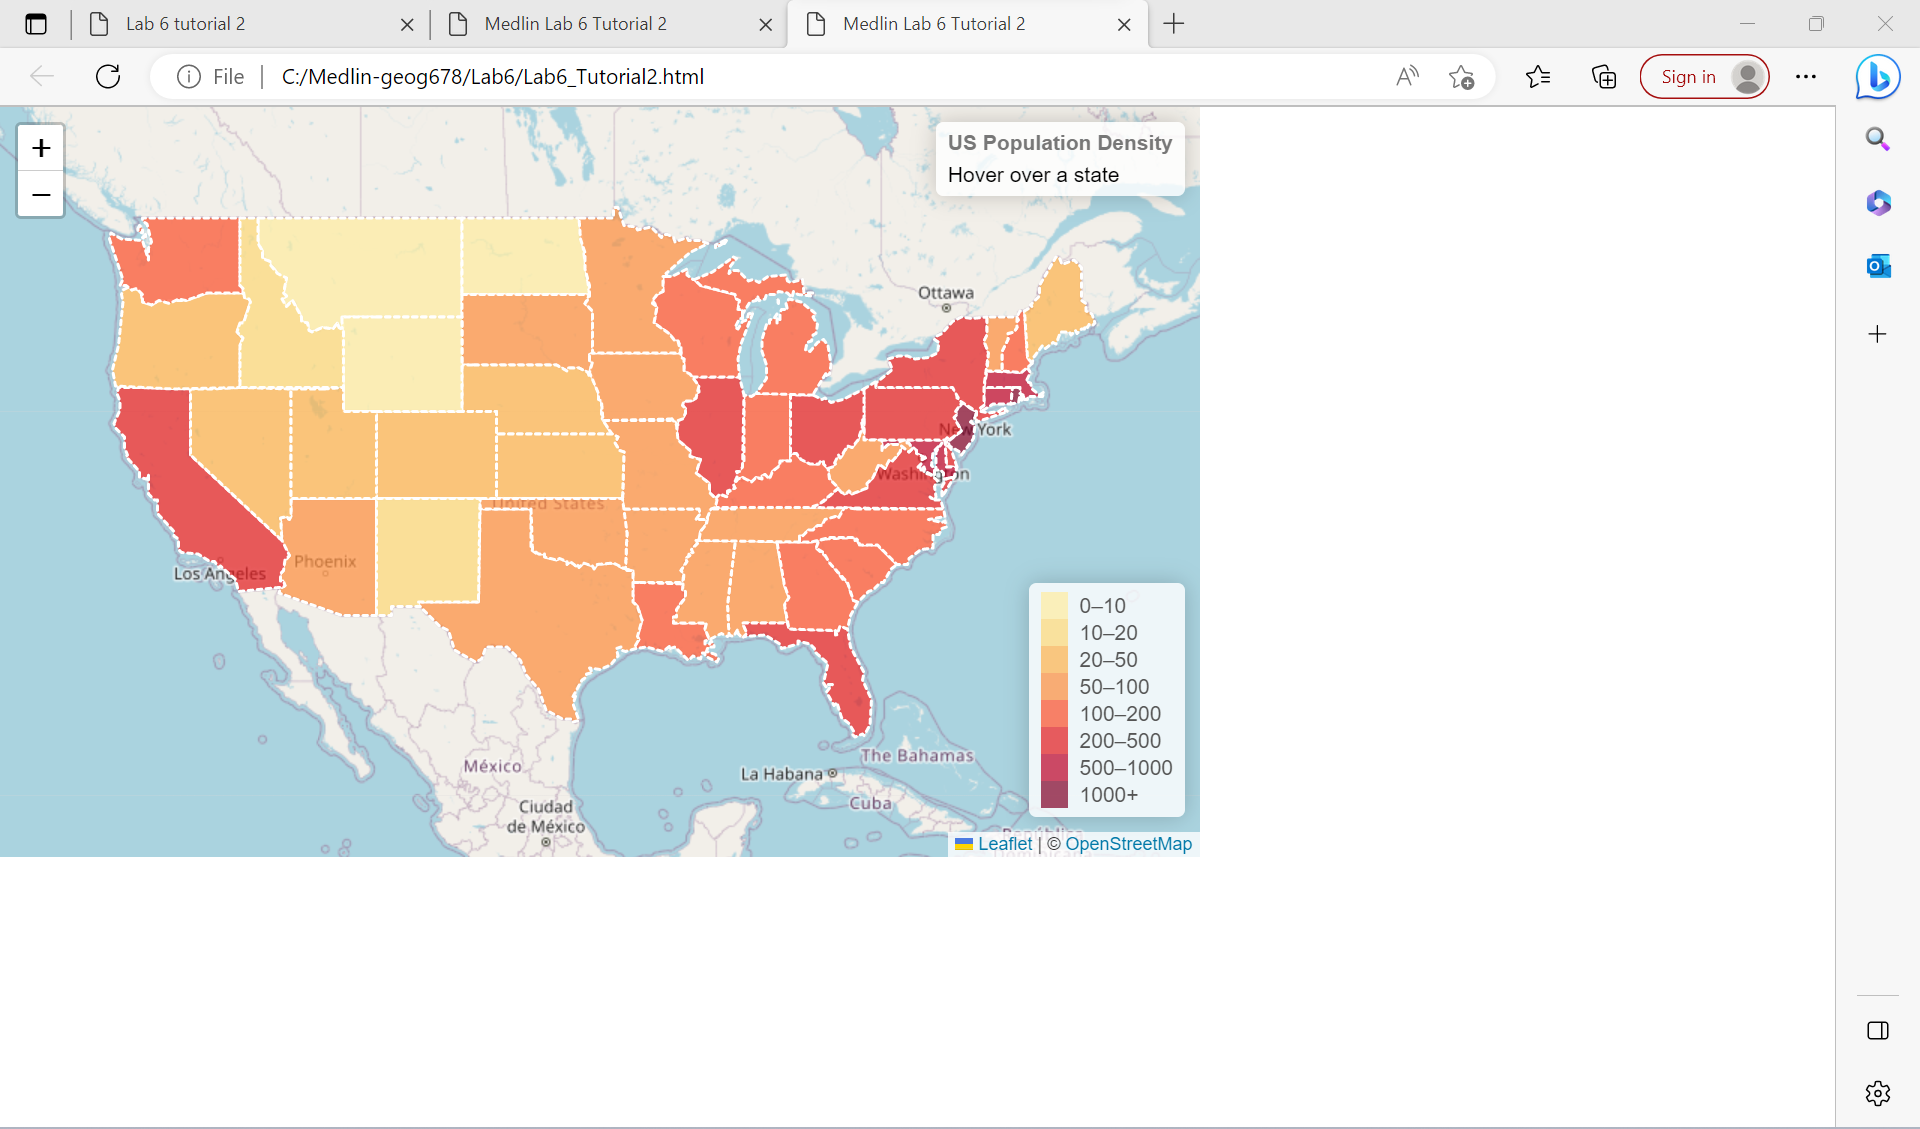 Lab 6 tutorial 2
Medlin Lab 6 Tutorial 2
Medlin Lab 6 Tutorial 2
File
C:/Medlin-geog678/Lab6/Lab6_Tutorial2.html
Sign in
+
−
US Population Density
Hover over a state
Ottawa
New York
Washington
United States
Phoenix
Los Angeles
0–10
10–20
20–50
50–100
100–200
200–500
500–1000
1000+
México
The Bahamas
La Habana
Cuba
Ciudad
de México
República
Leaflet | © OpenStreetMap